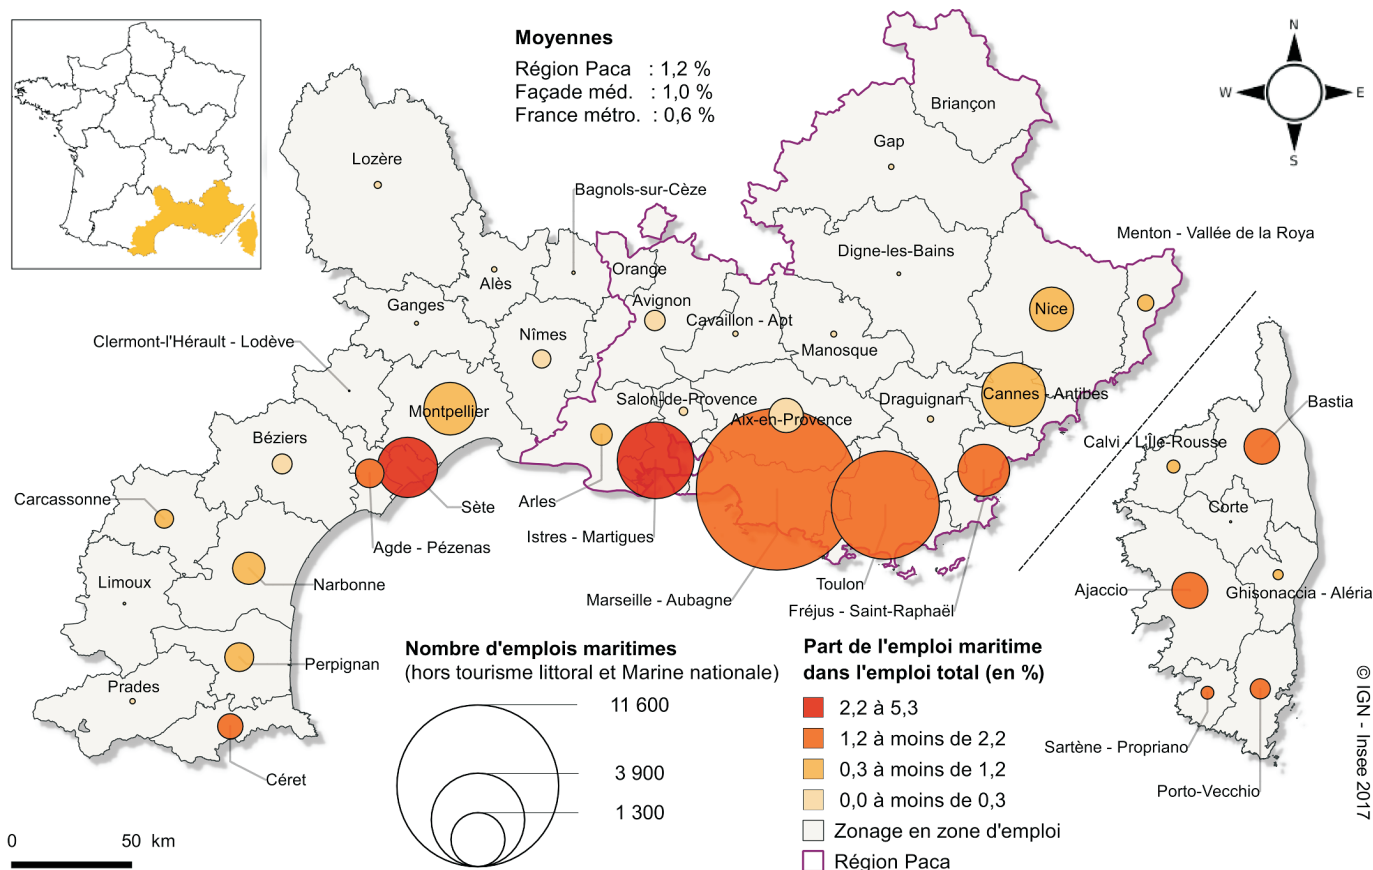 Moyennes
Région Paca : 1,2 %
Façade méd. : 1,0 %
France métro. : 0,6 %
N
W
E
S
Briançon
Gap
Lozère
Bagnols-sur-Cèze
Menton - Vallée de la Roya
Digne-les-Bains
Orange
Alès
Avignon
Ganges
Nice
Cavaillon - Apt
Nîmes
Clermont-l'Hérault - Lodève
Manosque
Cannes - Antibes
Salon-de-Provence
Draguignan
Bastia
Montpellier
Aix-en-Provence
Béziers
Calvi - L'Île-Rousse
Carcassonne
Arles
Sète
Corte
Istres - Martigues
Agde - Pézenas
Limoux
Narbonne
Toulon
Ajaccio
Ghisonaccia - Aléria
Marseille - Aubagne
Fréjus - Saint-Raphaël
Perpignan
Prades
Céret
Sartène - Propriano
Porto-Vecchio
Nombre d'emplois maritimes
(hors tourisme littoral et Marine nationale)
11 600
3 900
1 300
Part de l'emploi maritime
dans l'emploi total (en %)
2,2 à 5,3
1,2 à moins de 2,2
0,3 à moins de 1,2
0,0 à moins de 0,3
Zonage en zone d'emploi
Région Paca
0 50 km
© IGN - Insee 2017